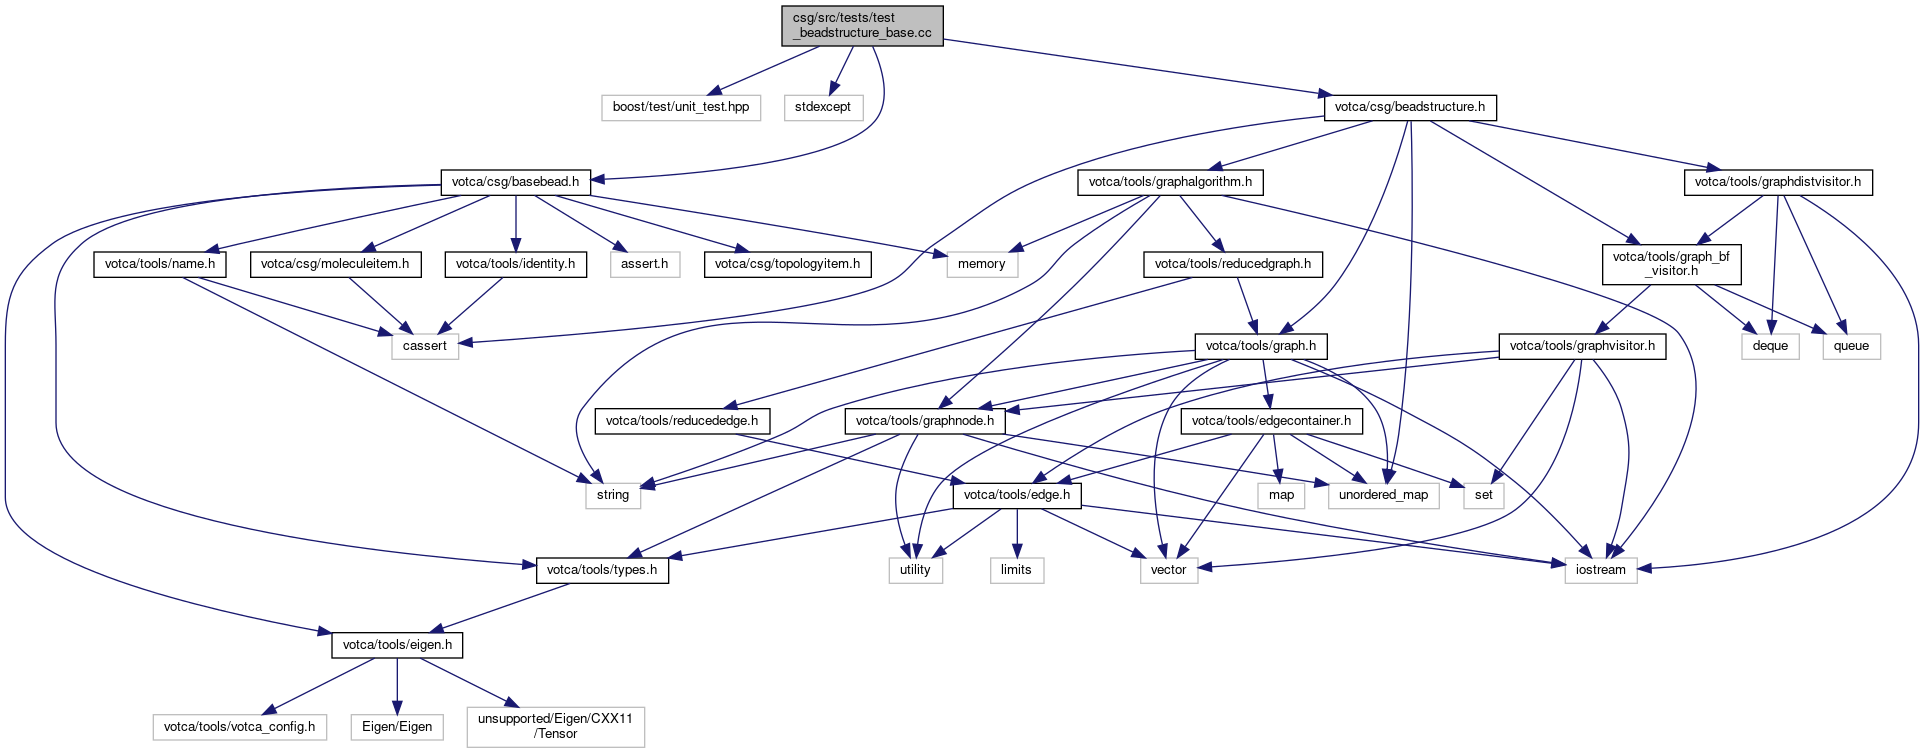 csg/src/tests/test
_beadstructure_base.cc
boost/test/unit_test.hpp
stdexcept
votca/csg/beadstructure.h
votca/csg/basebead.h
votca/tools/graphalgorithm.h
votca/tools/graphdistvisitor.h
votca/tools/name.h
votca/csg/moleculeitem.h
votca/tools/identity.h
assert.h
votca/csg/topologyitem.h
memory
votca/tools/reducedgraph.h
votca/tools/graph_bf
_visitor.h
cassert
votca/tools/graph.h
votca/tools/graphvisitor.h
deque
queue
votca/tools/reducededge.h
votca/tools/graphnode.h
votca/tools/edgecontainer.h
string
votca/tools/edge.h
map
unordered_map
set
votca/tools/types.h
utility
limits
vector
iostream
votca/tools/eigen.h
votca/tools/votca_config.h
Eigen/Eigen
unsupported/Eigen/CXX11
/Tensor